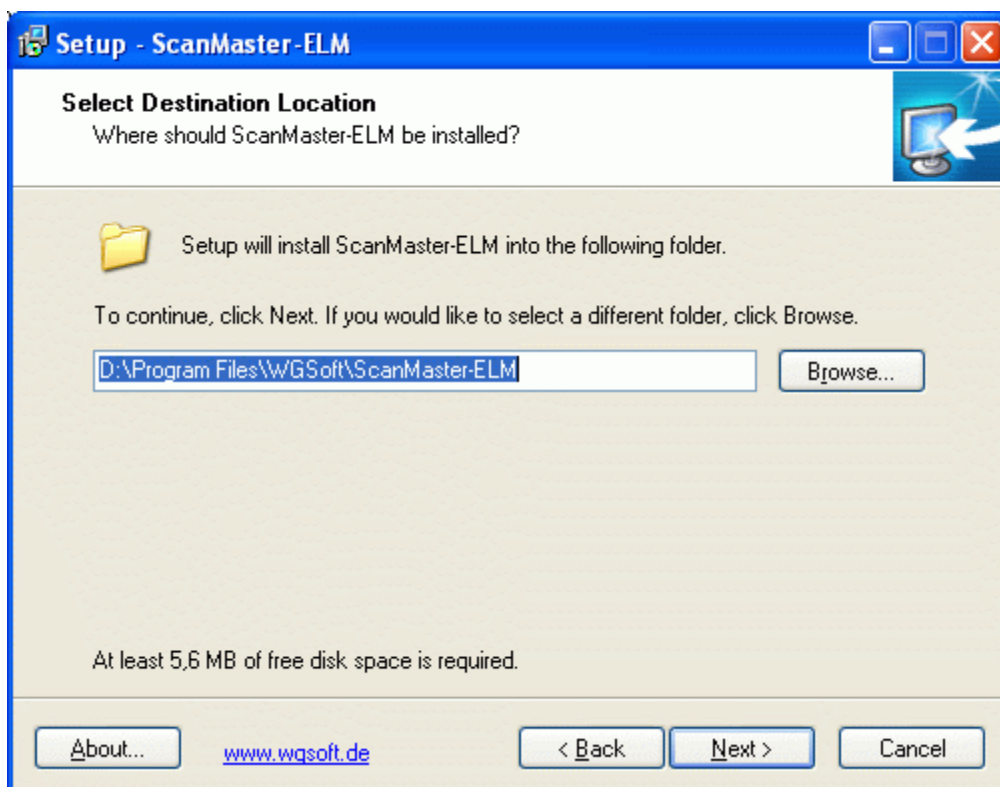 Setup - ScanMaster-ELM
Select Destination Location
Where should ScanMaster-ELM be installed?
Setup will install ScanMaster-ELM into the following folder.
To continue, click Next. If you would like to select a different folder, click Browse.
D:\Program Files\WGSoft\ScanMaster-ELM
Browse...
At least 5,6 MB of free disk space is required.
About...
www.wgsoft.de
< Back
Next >
Cancel